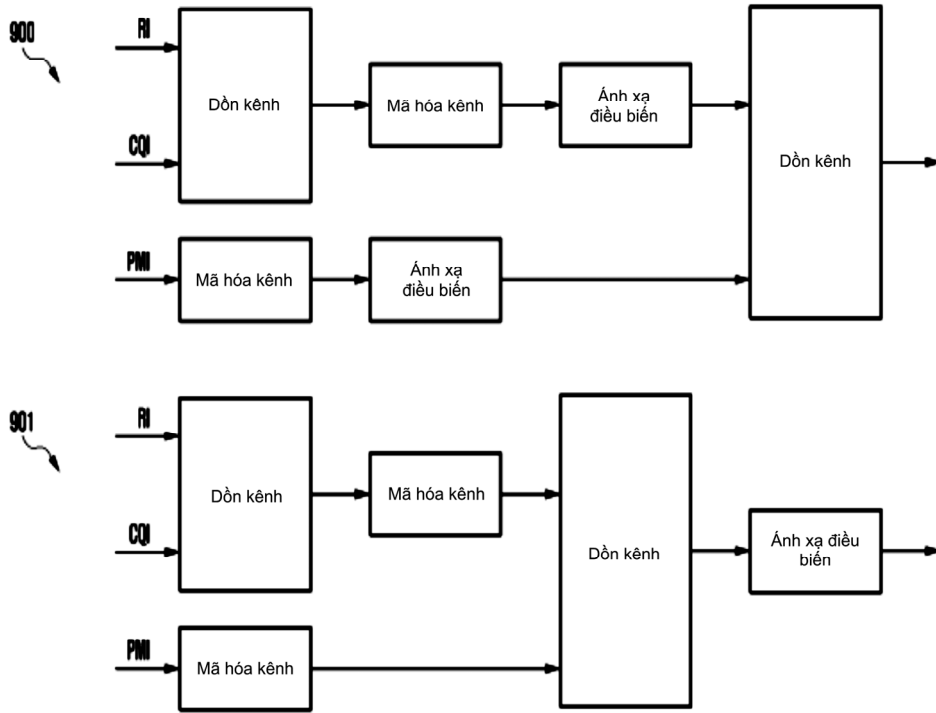 900
RI
CQI
Dồn kênh
Mã hóa kênh
Ánh xạ
điều biến
Dồn kênh
PMI
Mã hóa kênh
Ánh xạ
điều biến
901
RI
CQI
Dồn kênh
Mã hóa kênh
Dồn kênh
Ánh xạ điều
biến
PMI
Mã hóa kênh